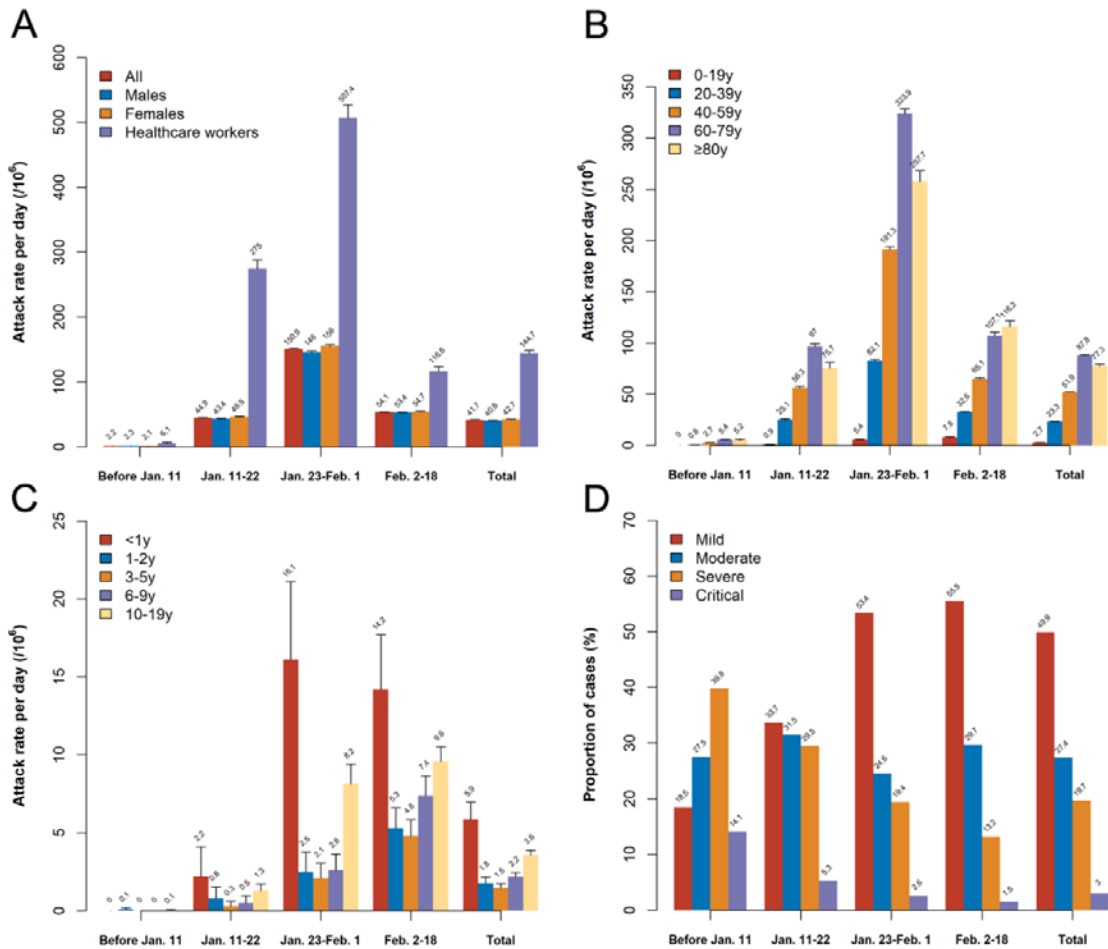 A
600
500
400
300
200
100
0
Attack rate per day (/10⁶)
All
Males
Females
Healthcare workers
2.2 2.3 2.1 6.1
44.9 43.4 46.5 275
150.9 146 156 507.4
54.1 53.4 54.7 116.8
41.7 40.8 42.7 144.7
Before Jan. 11 Jan. 11-22 Jan. 23-Feb. 1 Feb. 2-18 Total
B
350
300
250
200
150
100
50
0
Attack rate per day (/10⁶)
0-19y
20-39y
40-59y
60-79y
≥80y
0 0.8 2.7 5.4 5.2
0.9 25.1 56.3 97 75.7
5.4 82.1 191.3 323.9 257.7
7.8 32.6 65.1 107.1 116.3
2.7 23.3 51.9 87.8 77.3
Before Jan. 11 Jan. 11-22 Jan. 23-Feb. 1 Feb. 2-18 Total
C
25
20
15
10
5
0
Attack rate per day (/10⁶)
<1y
1-2y
3-5y
6-9y
10-19y
0 0.1 0 0 0.1
2.2 0.8 0.3 0.5 1.3
16.1 2.5 2.1 2.6 8.2
14.2 5.3 4.8 7.4 9.6
5.9 1.8 1.5 2.2 3.6
Before Jan. 11 Jan. 11-22 Jan. 23-Feb. 1 Feb. 2-18 Total
D
70
60
50
40
30
20
10
0
Proportion of cases (%)
Mild
Moderate
Severe
Critical
18.5 27.5 39.8 14.1
33.7 31.5 29.5 5.3
53.4 24.6 19.4 2.6
55.5 29.7 13.2 1.5
49.9 27.4 19.7 3
Before Jan. 11 Jan. 11-22 Jan. 23-Feb. 1 Feb. 2-18 Total